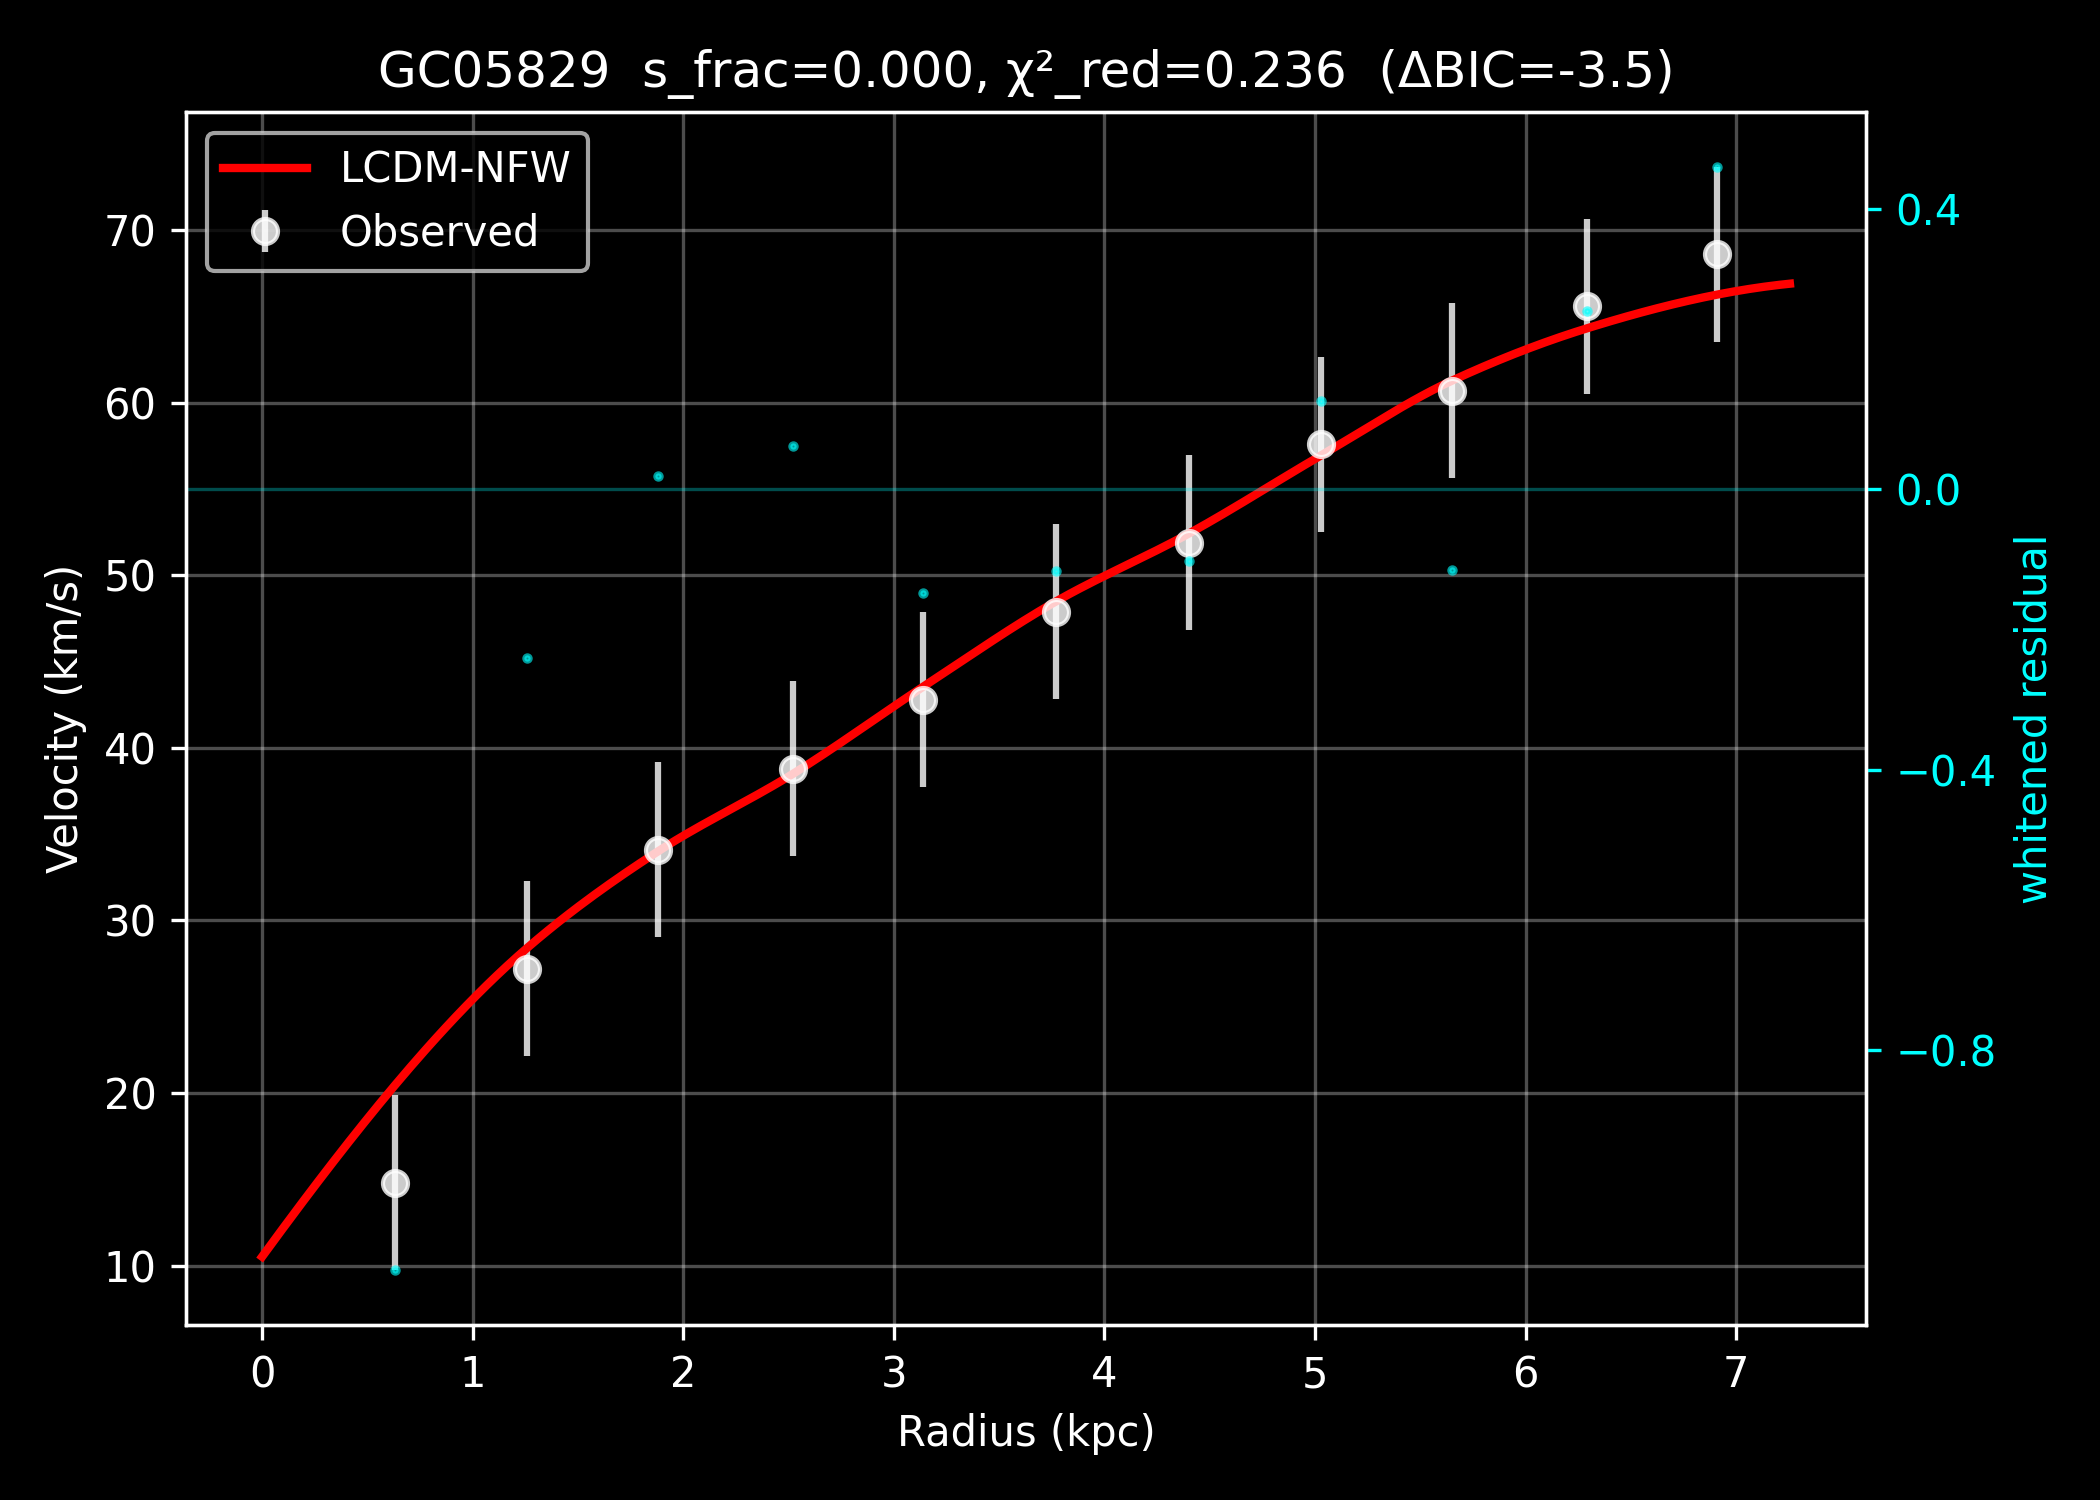 GC05829  s_frac=0.000, χ²_red=0.236  (ΔBIC=-3.5)
LCDM-NFW
Observed
70
60
50
40
30
20
10
Velocity (km/s)
0.4
0.0
−0.4
−0.8
whitened residual
0 1 2 3 4 5 6 7
Radius (kpc)